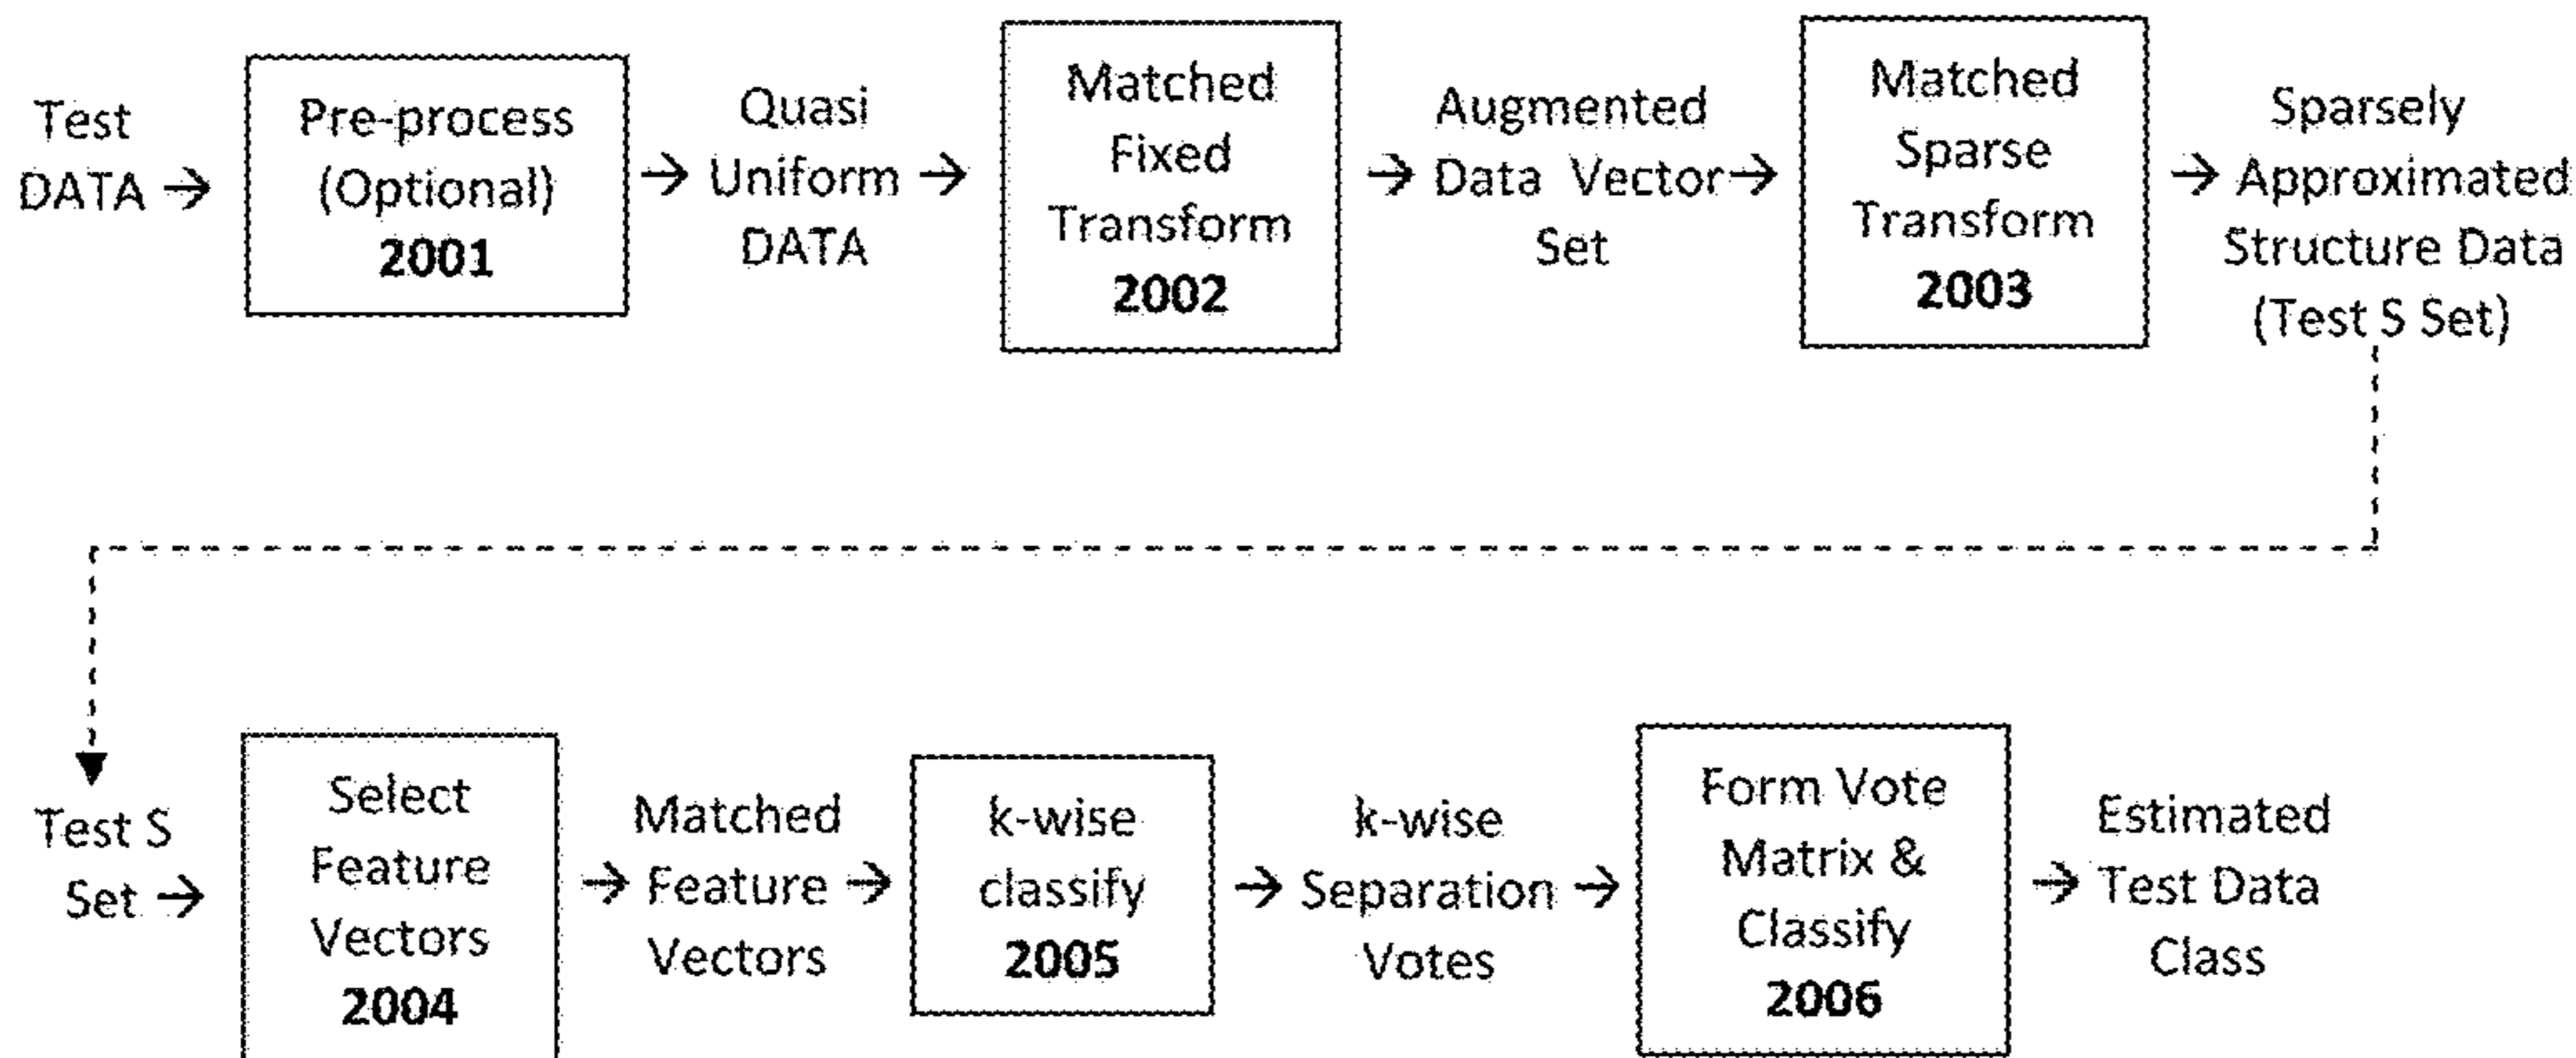 Test
DATA →
Pre-process
(Optional)
2001
→ Quasi
Uniform →
DATA
Matched
Fixed
Transform
2002
Augmented
→ Data Vector →
Set
Matched
Sparse
Transform
2003
Sparsely
→ Approximated
Structure Data
(Test S Set)
Test S
Set →
Select
Feature
Vectors
2004
Matched
→ Feature →
Vectors
k-wise
classify
2005
k-wise
→ Separation →
Votes
Form Vote
Matrix &
Classify
2006
Estimated
→ Test Data
Class